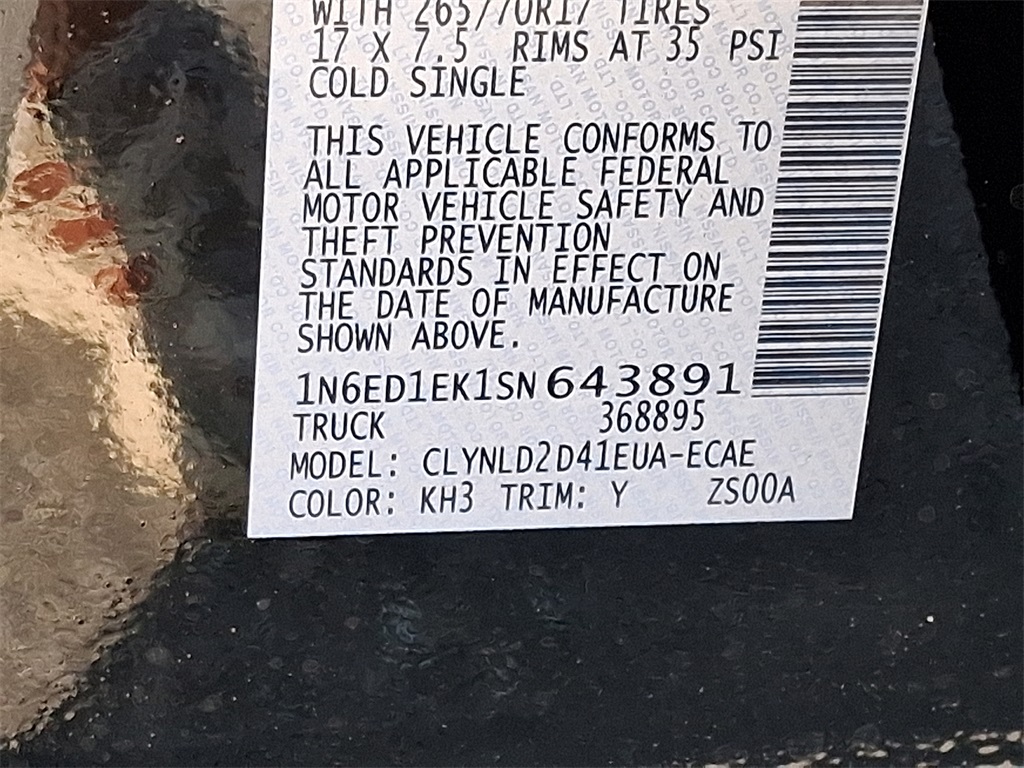 WITH 265/70R17 TIRES
17 X 7.5 RIMS AT 35 PSI
COLD SINGLE
THIS VEHICLE CONFORMS TO
ALL APPLICABLE FEDERAL
MOTOR VEHICLE SAFETY AND
THEFT PREVENTION
STANDARDS IN EFFECT ON
THE DATE OF MANUFACTURE
SHOWN ABOVE.
1N6ED1EK1SN643891
TRUCK 368895
MODEL: CLYNLD2D41EUA-ECAE
COLOR: KH3 TRIM: Y ZS00A